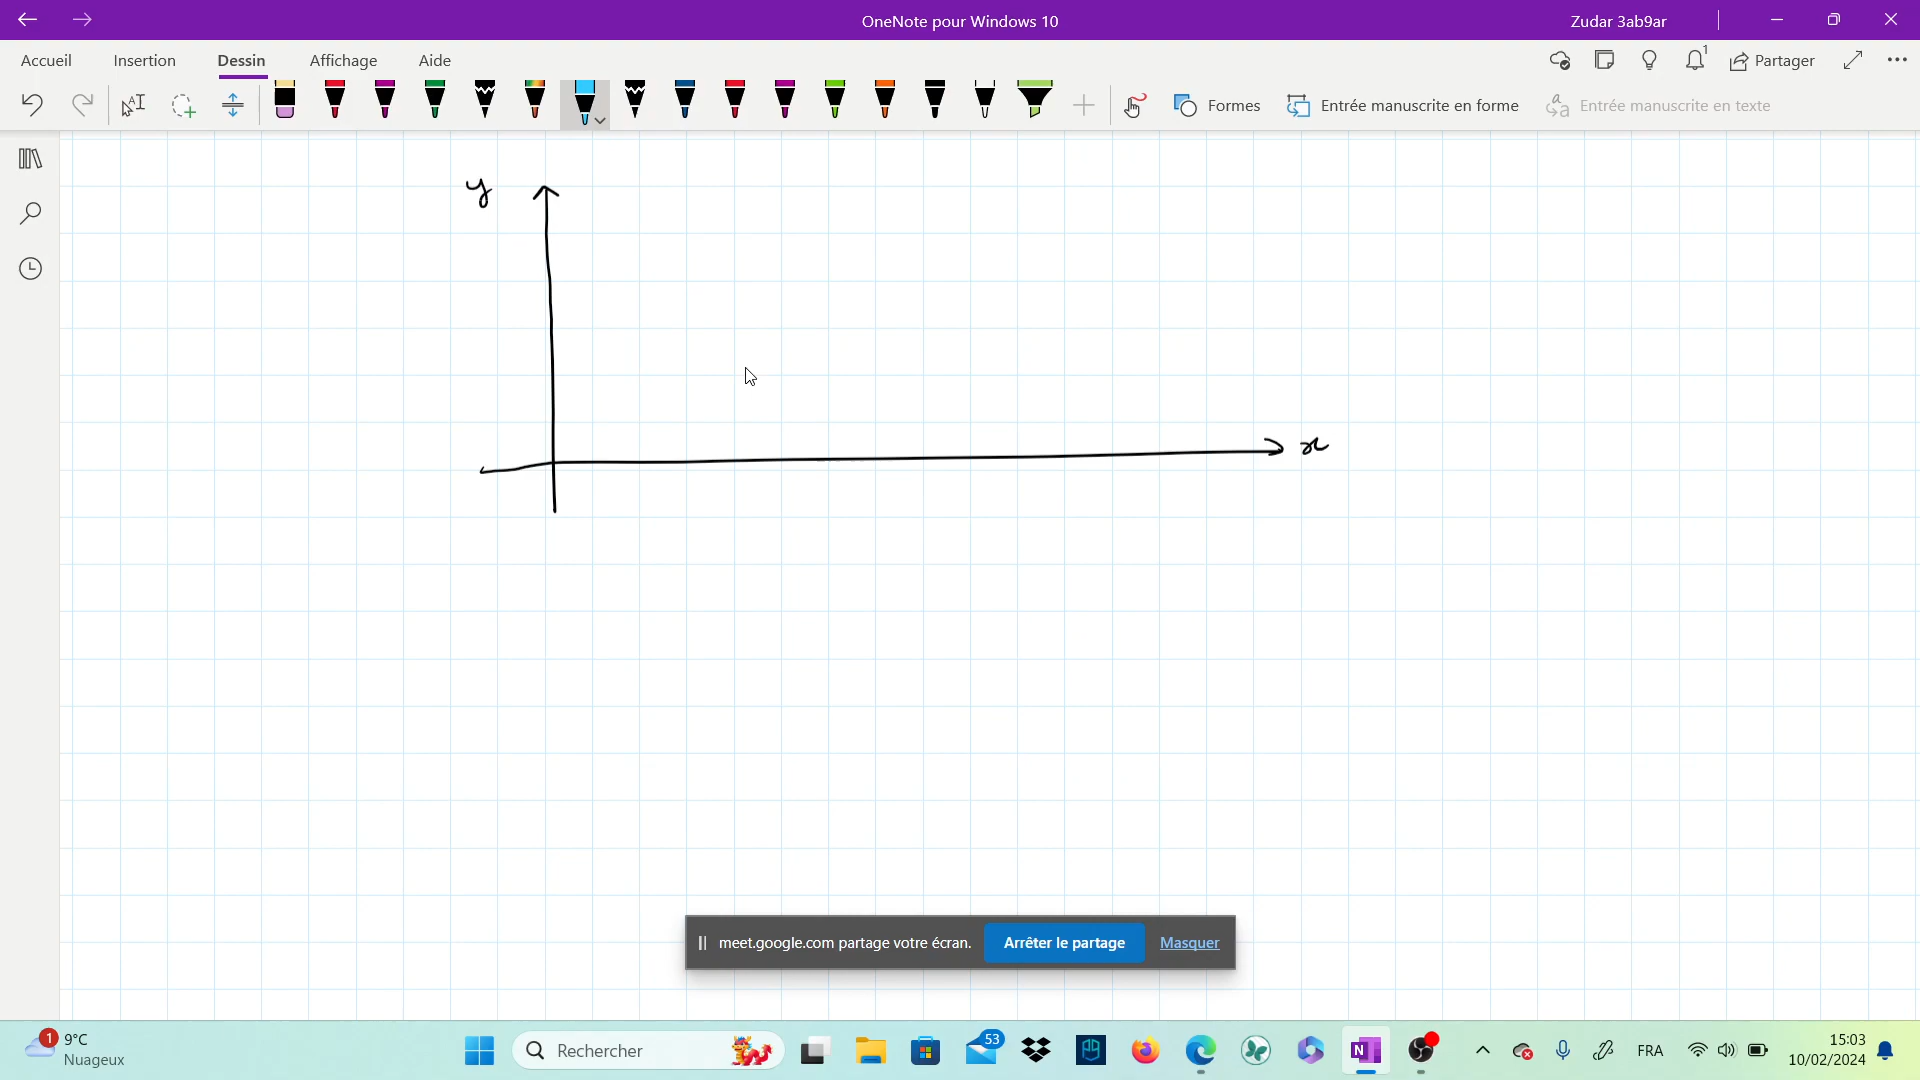 OneNote pour Windows 10
Zudar 3ab9ar
Accueil Insertion Dessin Affichage Aide
1
Partager
Formes
Entrée manuscrite en forme
Entrée manuscrite en texte
y
x
meet.google.com partage votre écran.
Arrêter le partage
Masquer
1
9°C
Nuageux
Rechercher
53
FRA
15:03
10/02/2024